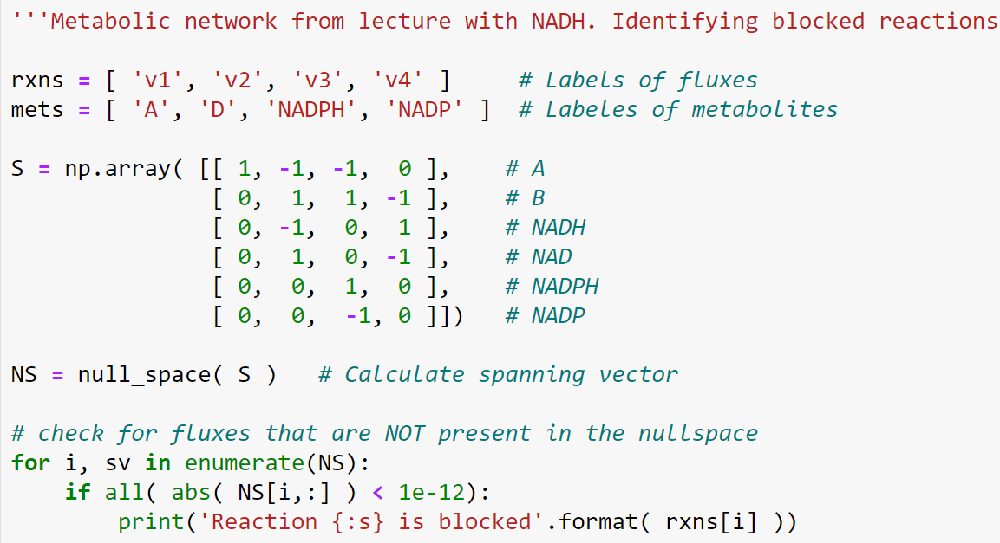 '''Metabolic network from lecture with NADH. Identifying blocked reactions
rxns = [ 'v1', 'v2', 'v3', 'v4' ]     # Labels of fluxes
mets = [ 'A', 'D', 'NADPH', 'NADP' ]  # Labeles of metabolites
S = np.array( [[ 1, -1, -1,  0 ],    # A
               [ 0,  1,  1, -1 ],    # B
               [ 0, -1,  0,  1 ],    # NADH
               [ 0,  1,  0, -1 ],    # NAD
               [ 0,  0,  1,  0 ],    # NADPH
               [ 0,  0,  -1, 0 ]])   # NADP
NS = null_space( S )   # Calculate spanning vector
# check for fluxes that are NOT present in the nullspace
for i, sv in enumerate(NS):
    if all( abs( NS[i,:] ) < 1e-12):
        print('Reaction {:s} is blocked'.format( rxns[i] ))